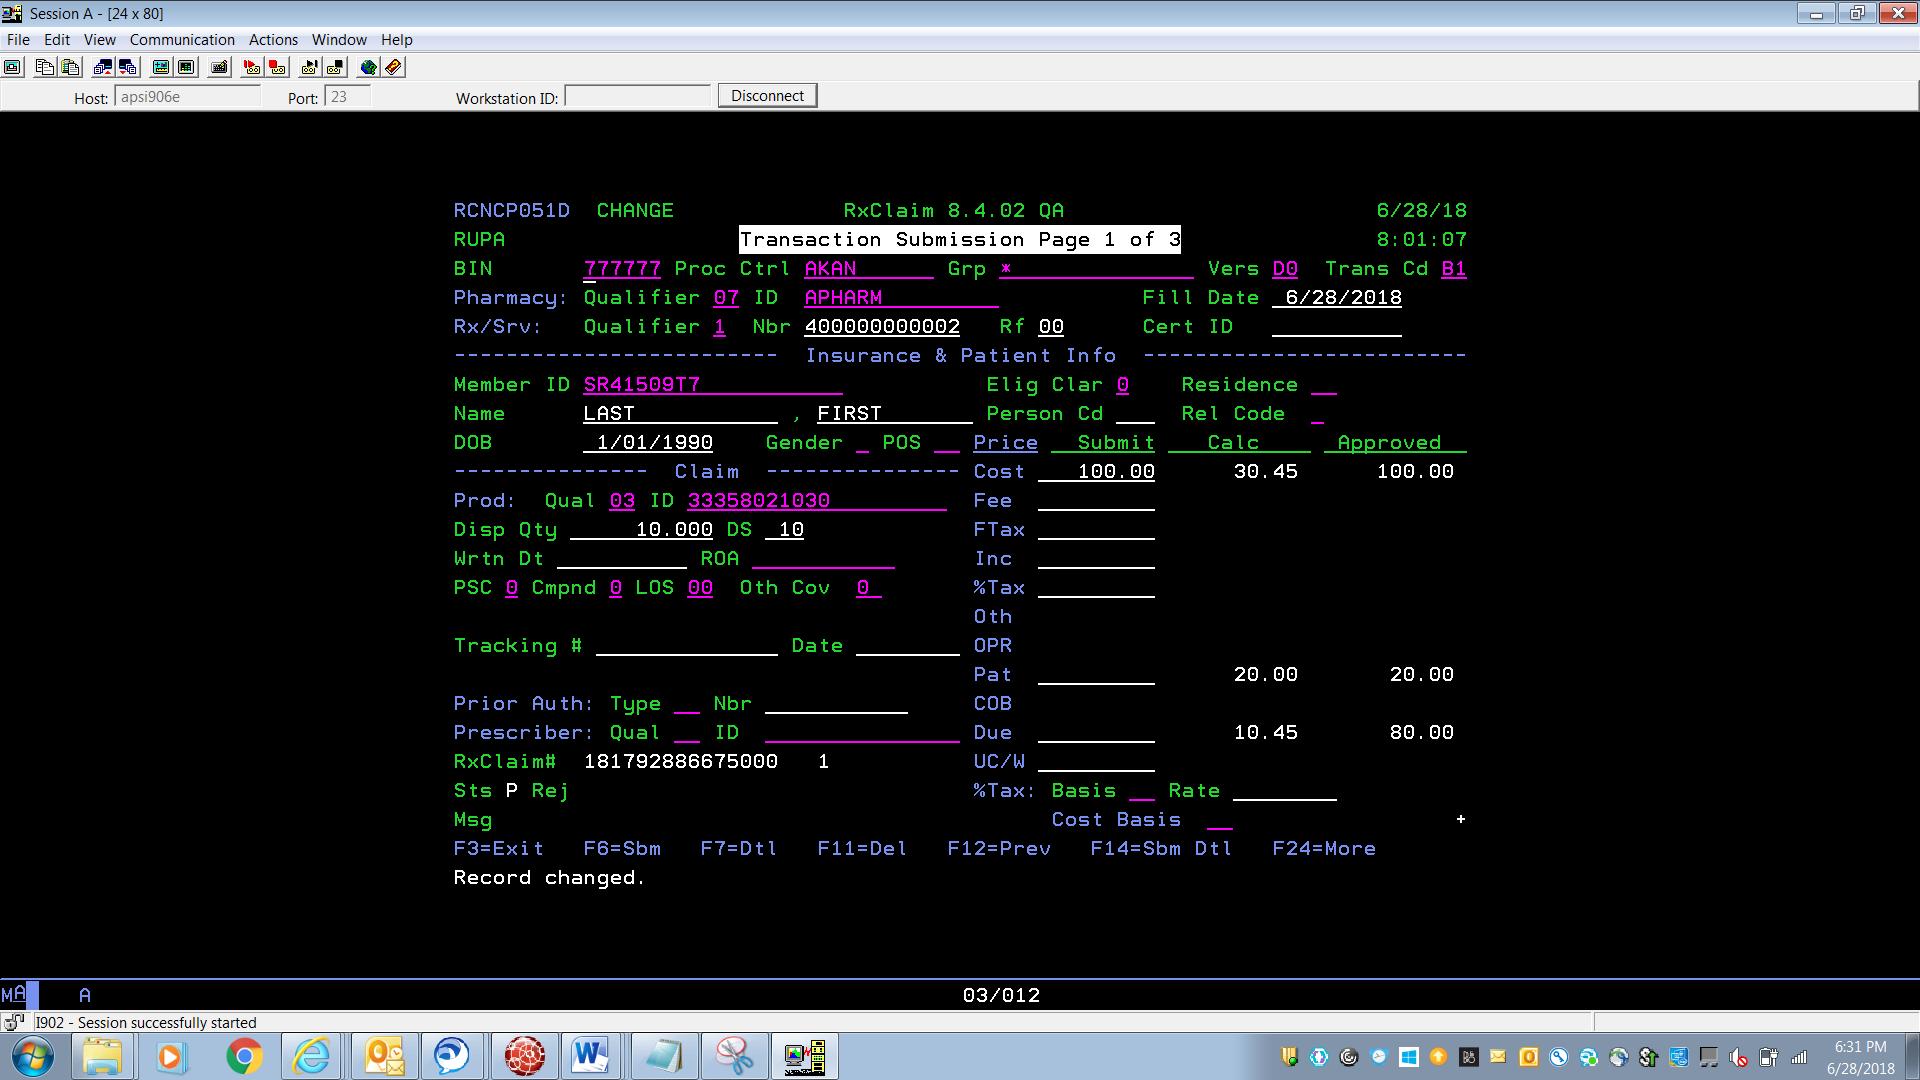 Session A - [24 x 80]
File Edit View Communication Actions Window Help
Host: apsi906e Port: 23 Workstation ID: Disconnect
RCNCP051D CHANGE RxClaim 8.4.02 QA 6/28/18
RUPA Transaction Submission Page 1 of 3 8:01:07
BIN 777777 Proc Ctrl AKAN Grp * Vers D0 Trans Cd B1
Pharmacy: Qualifier 07 ID APHARM Fill Date 6/28/2018
Rx/Srv: Qualifier 1 Nbr 400000000002 Rf 00 Cert ID
------------------------- Insurance & Patient Info -------------------------
Member ID SR41509T7 Elig Clar 0 Residence
Name LAST , FIRST Person Cd Rel Code
DOB 1/01/1990 Gender POS Price Submit Calc Approved
--------------- Claim --------------- Cost 100.00 30.45 100.00
Prod: Qual 03 ID 33358021030 Fee
Disp Qty 10.000 DS 10 FTax
Wrtn Dt ROA Inc
PSC 0 Cmpnd 0 LOS 00 Oth Cov 0 %Tax
Oth
Tracking # Date OPR
Pat 20.00 20.00
Prior Auth: Type Nbr COB
Prescriber: Qual ID Due 10.45 80.00
RxClaim# 181792886675000 1 UC/W
Sts P Rej %Tax: Basis Rate
Msg Cost Basis +
F3=Exit F6=Sbm F7=Dtl F11=Del F12=Prev F14=Sbm Dtl F24=More
Record changed.
MA A 03/012
I902 - Session successfully started
6:31 PM
6/28/2018